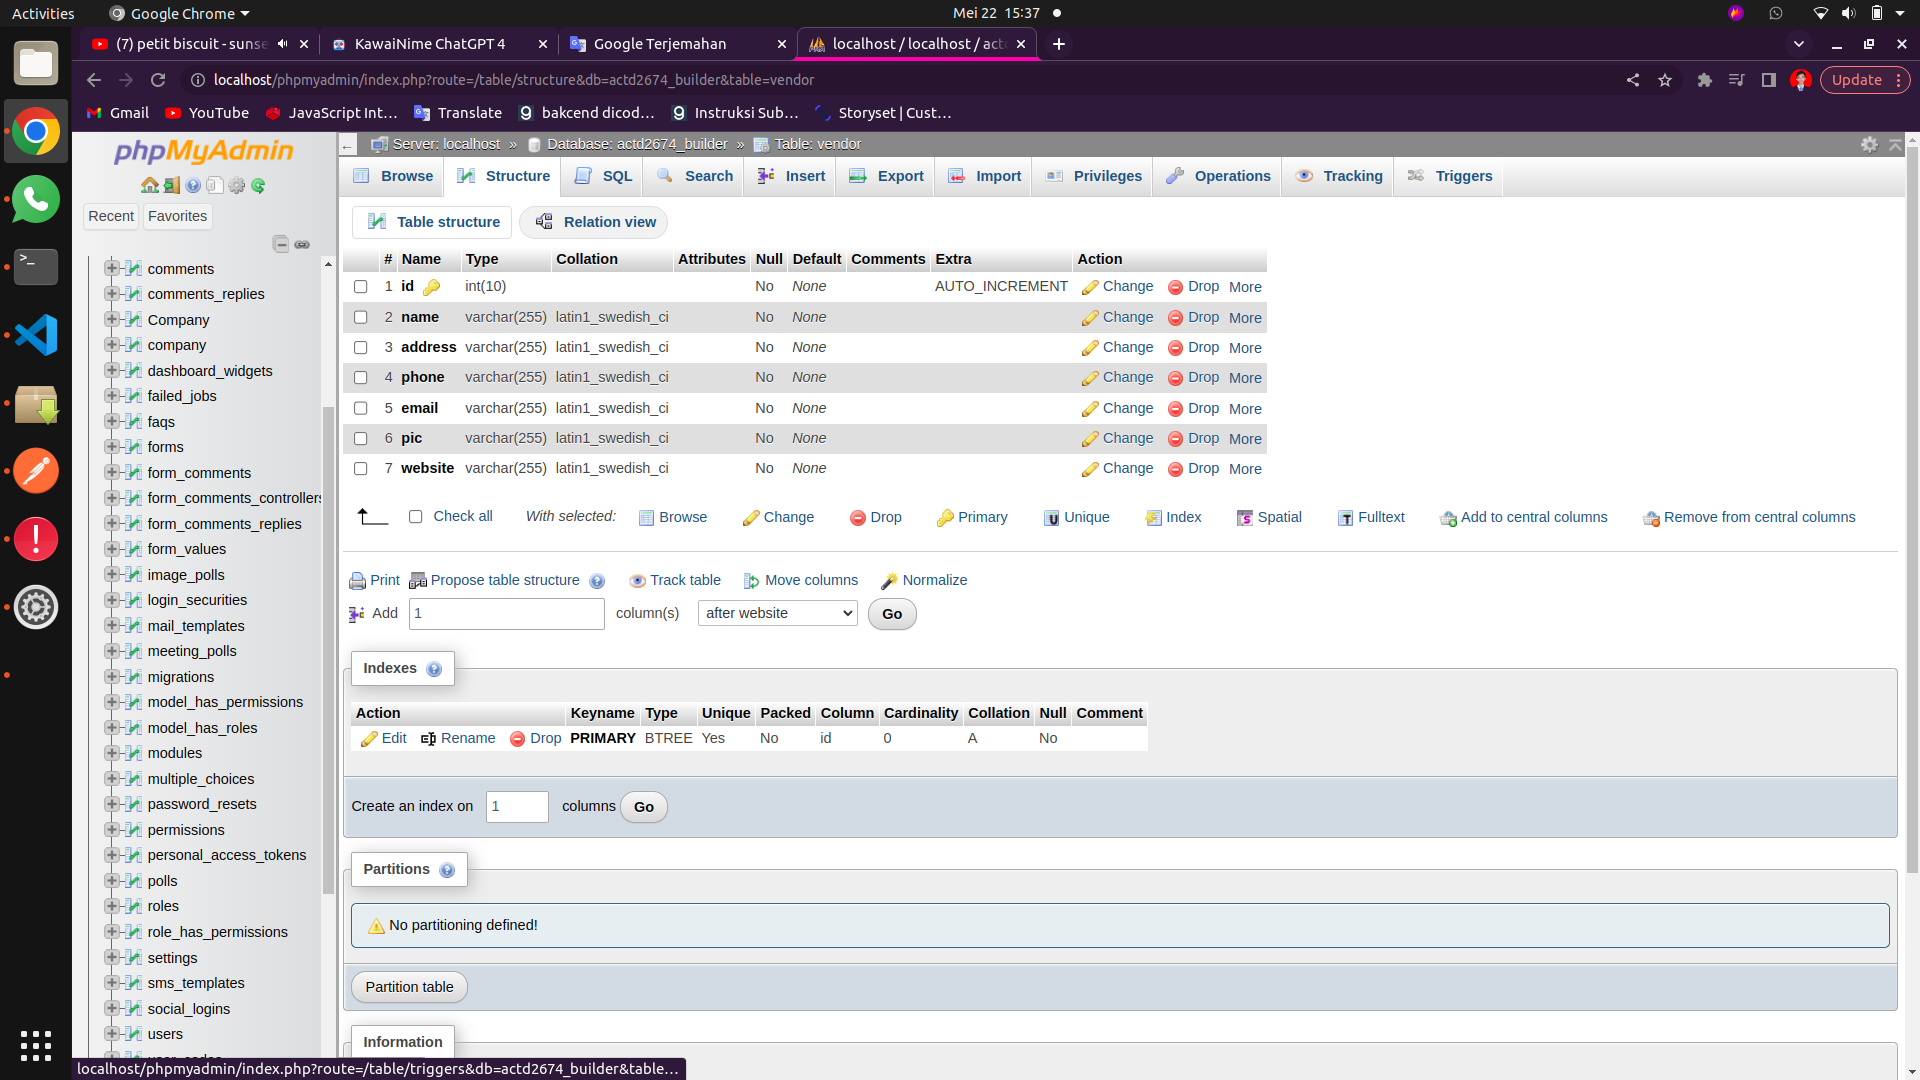 Activities
Google Chrome
Mei 22 15:37
(7) petit biscuit - sunse
KawaiNime ChatGPT 4
Google Terjemahan
localhost / localhost / act
localhost/phpmyadmin/index.php?route=/table/structure&db=actd2674_builder&table=vendor
Update
Gmail
YouTube
JavaScript Int...
Translate
bakcend dicod...
Instruksi Sub...
Storyset | Cust...
phpMyAdmin
Recent
Favorites
comments
comments_replies
Company
company
dashboard_widgets
failed_jobs
faqs
forms
form_comments
form_comments_controllers
form_comments_replies
form_values
image_polls
login_securities
mail_templates
meeting_polls
migrations
model_has_permissions
model_has_roles
modules
multiple_choices
password_resets
permissions
personal_access_tokens
polls
roles
role_has_permissions
settings
sms_templates
social_logins
users
Server: localhost » Database: actd2674_builder » Table: vendor
Browse Structure SQL Search Insert Export Import Privileges Operations Tracking Triggers
Table structure Relation view
# Name Type Collation Attributes Null Default Comments Extra Action
1 id int(10) No None AUTO_INCREMENT Change Drop More
2 name varchar(255) latin1_swedish_ci No None Change Drop More
3 address varchar(255) latin1_swedish_ci No None Change Drop More
4 phone varchar(255) latin1_swedish_ci No None Change Drop More
5 email varchar(255) latin1_swedish_ci No None Change Drop More
6 pic varchar(255) latin1_swedish_ci No None Change Drop More
7 website varchar(255) latin1_swedish_ci No None Change Drop More
Check all With selected: Browse Change Drop Primary Unique Index Spatial Fulltext Add to central columns Remove from central columns
Print Propose table structure Track table Move columns Normalize
Add 1 column(s) after website Go
Indexes
Action Keyname Type Unique Packed Column Cardinality Collation Null Comment
Edit Rename Drop PRIMARY BTREE Yes No id 0 A No
Create an index on 1 columns Go
Partitions
No partitioning defined!
Partition table
Information
localhost/phpmyadmin/index.php?route=/table/triggers&db=actd2674_builder&table...